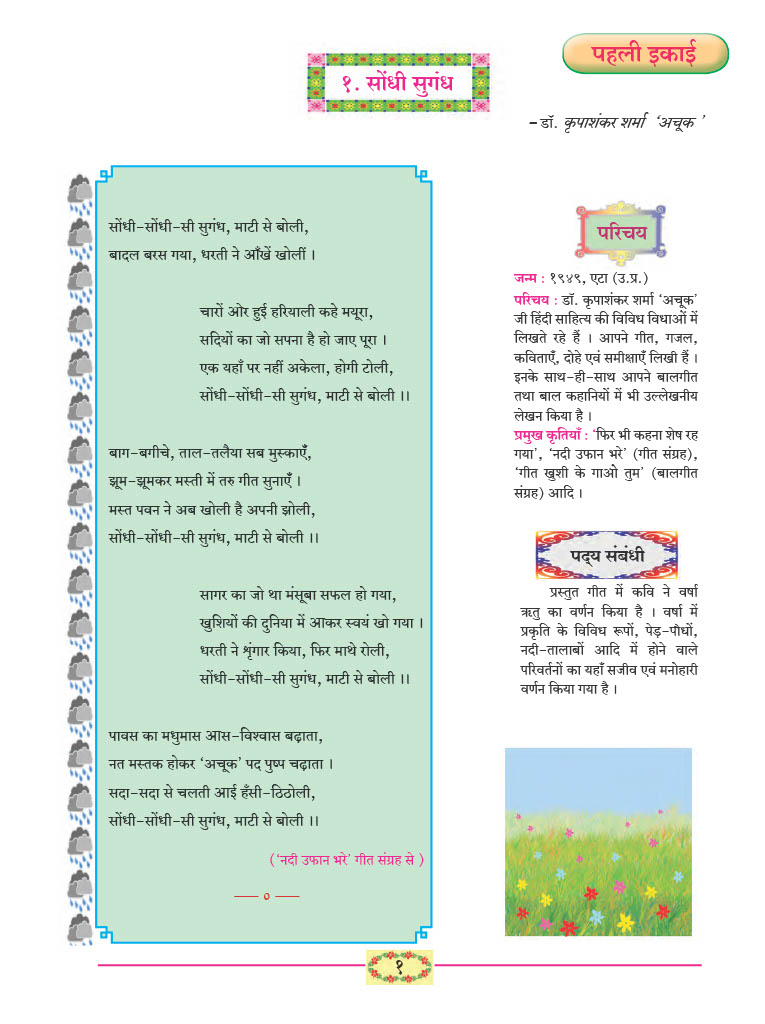 पहली इकाई
१. सोंधी सुगंध
– डॉ. कृपाशंकर शर्मा ‘अचूक’
सोंधी-सोंधी-सी सुगंध, माटी से बोली,
बादल बरस गया, धरती ने आँखें खोलीं ।
चारों ओर हुई हरियाली कहे मयूरा,
सदियों का जो सपना है हो जाए पूरा ।
एक यहाँ पर नहीं अकेला, होगी टोली,
सोंधी-सोंधी-सी सुगंध, माटी से बोली ।।
बाग-बगीचे, ताल-तलैया सब मुस्काएँ,
झूम-झूमकर मस्ती में तरु गीत सुनाएँ ।
मस्त पवन ने अब खोली है अपनी झोली,
सोंधी-सोंधी-सी सुगंध, माटी से बोली ।।
सागर का जो था मंसूबा सफल हो गया,
खुशियों की दुनिया में आकर स्वयं खो गया ।
धरती ने शृंगार किया, फिर माथे रोली,
सोंधी-सोंधी-सी सुगंध, माटी से बोली ।।
पावस का मधुमास आस-विश्वास बढ़ाता,
नत मस्तक होकर ‘अचूक’ पद पुष्प चढ़ाता ।
सदा-सदा से चलती आई हँसी-ठिठोली,
सोंधी-सोंधी-सी सुगंध, माटी से बोली ।।
(‘नदी उफान भरे’ गीत संग्रह से )
—— ० ——
परिचय
जन्म : १९४९, एटा (उ.प्र.)
परिचय : डॉ. कृपाशंकर शर्मा ‘अचूक’
जी हिंदी साहित्य की विविध विधाओं में
लिखते रहे हैं । आपने गीत, गजल,
कविताएँ, दोहे एवं समीक्षाएँ लिखी हैं ।
इनके साथ-ही-साथ आपने बालगीत
तथा बाल कहानियों में भी उल्लेखनीय
लेखन किया है ।
प्रमुख कृतियाँ : ‘फिर भी कहना शेष रह
गया’, ‘नदी उफान भरे’ (गीत संग्रह),
‘गीत खुशी के गाओ तुम’ (बालगीत
संग्रह) आदि ।
पद्य संबंधी
प्रस्तुत गीत में कवि ने वर्षा
ऋतु का वर्णन किया है । वर्षा में
प्रकृति के विविध रूपों, पेड़-पौधों,
नदी-तालाबों आदि में होने वाले
परिवर्तनों का यहाँ सजीव एवं मनोहारी
वर्णन किया गया है ।
१